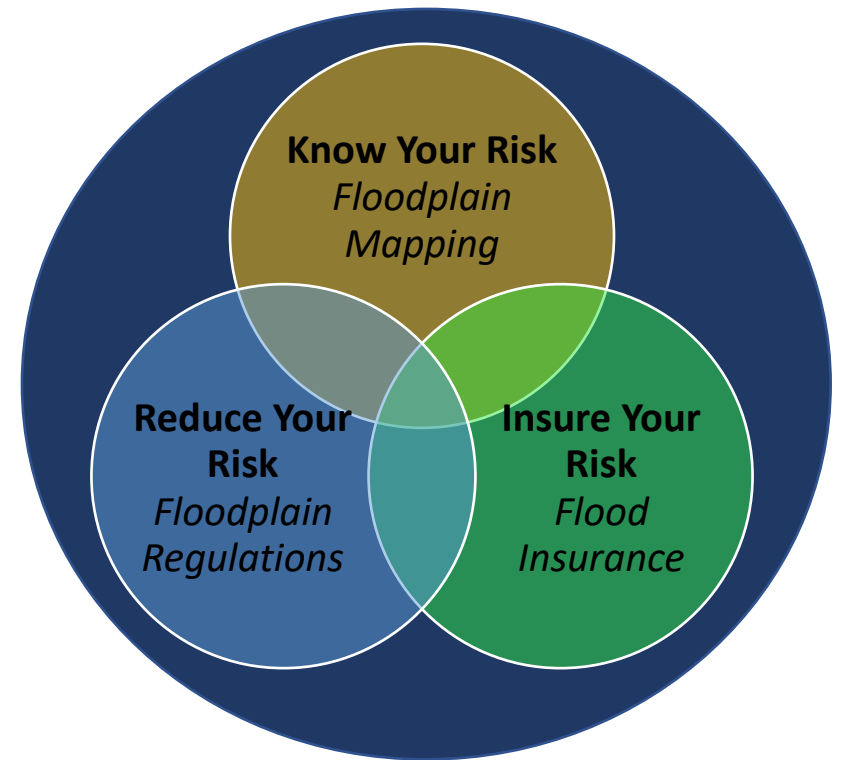 Know Your Risk
Floodplain
Mapping
Reduce Your
Risk
Floodplain
Regulations
Insure Your
Risk
Flood
Insurance